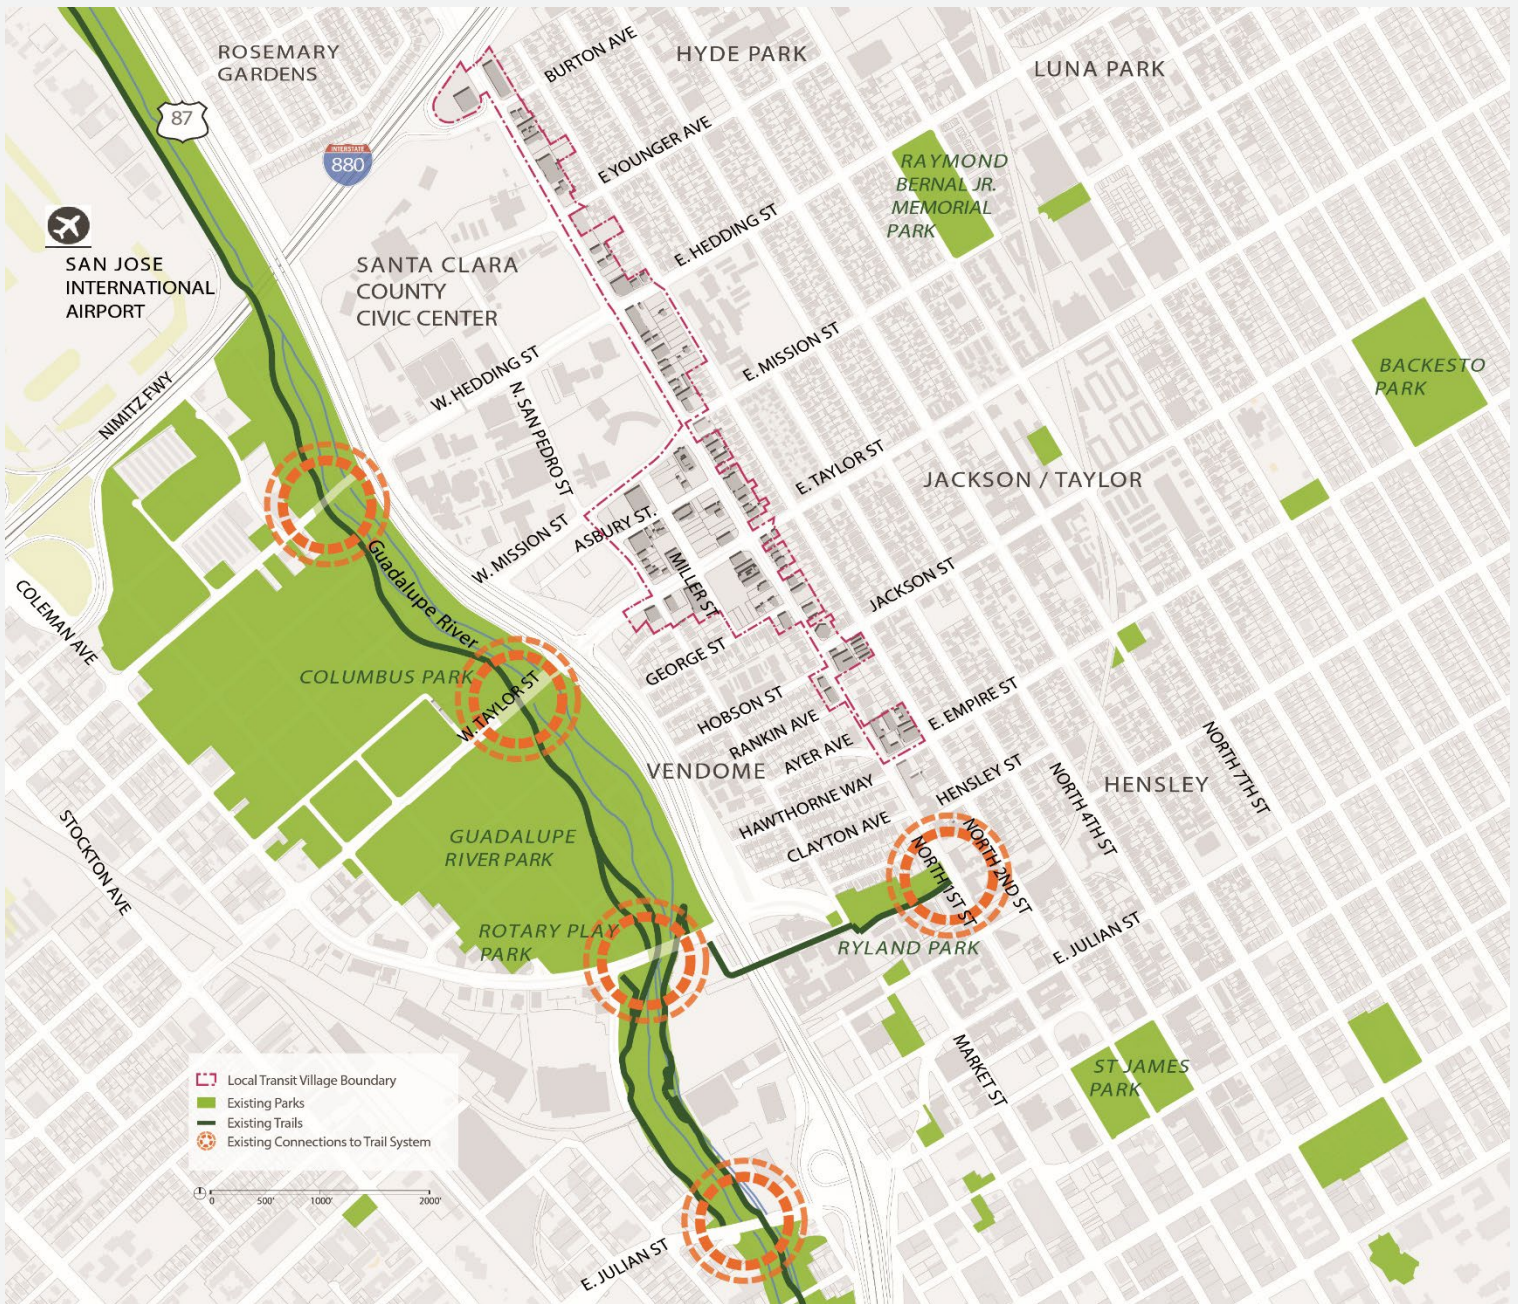 ROSEMARY
GARDENS
BURTON AVE
HYDE PARK
LUNA PARK
87
INTERSTATE
880
E YOUNGER AVE
RAYMOND
BERNAL JR.
MEMORIAL
PARK
E. HEDDING ST
SAN JOSE
INTERNATIONAL
AIRPORT
SANTA CLARA
COUNTY
CIVIC CENTER
E. MISSION ST
BACKESTO
PARK
W. HEDDING ST
N. SAN PEDRO ST
NIMITZ FWY
E. TAYLOR ST
JACKSON / TAYLOR
W. MISSION ST
ASBURY ST.
MILLER ST
JACKSON ST
COLEMAN AVE
Guadalupe River
COLUMBUS PARK
W. TAYLOR ST
GEORGE ST
HOBSON ST
RANKIN AVE
AYER AVE
E. EMPIRE ST
VENDOME
HAWTHORNE WAY
CLAYTON AVE
HENSLEY ST
NORTH 4TH ST
HENSLEY
NORTH 7TH ST
STOCKTON AVE
GUADALUPE
RIVER PARK
NORTH 1ST ST
NORTH 2ND ST
ROTARY PLAY
PARK
RYLAND PARK
E. JULIAN ST
MARKET ST
ST JAMES
PARK
Local Transit Village Boundary
Existing Parks
Existing Trails
Existing Connections to Trail System
0 500' 1000' 2000'
E. JULIAN ST